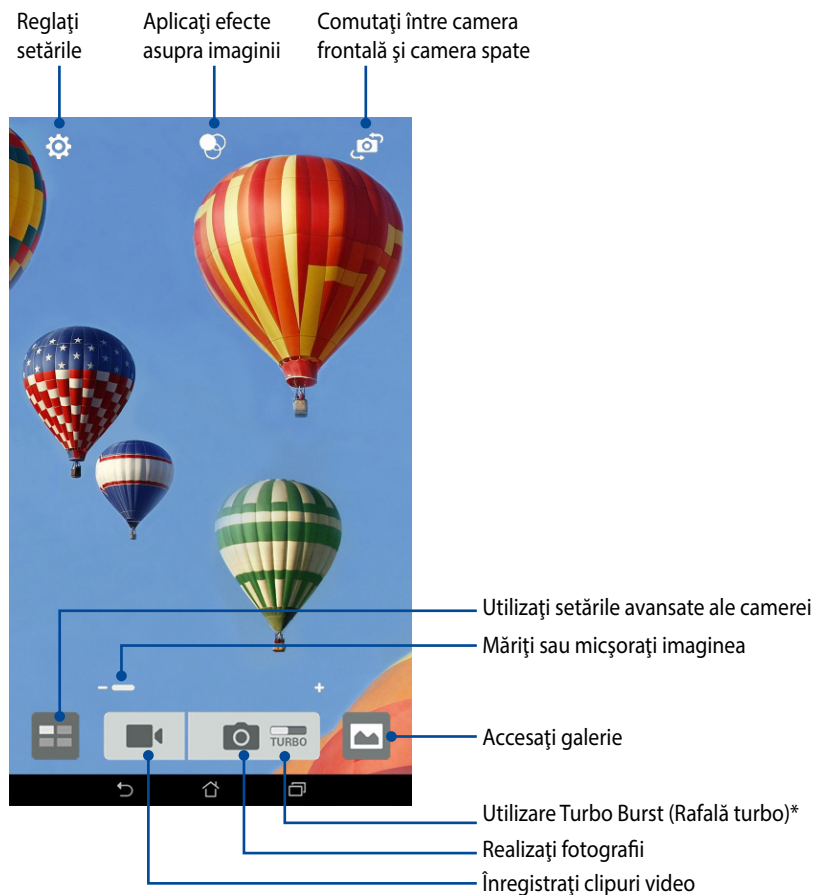 Reglaţi
setările
Aplicaţi efecte
asupra imaginii
Comutaţi între camera
frontală şi camera spate
Utilizaţi setările avansate ale camerei
Măriţi sau micşoraţi imaginea
TURBO
Accesaţi galerie
Utilizare Turbo Burst (Rafală turbo)*
Realizaţi fotografii
Înregistraţi clipuri video